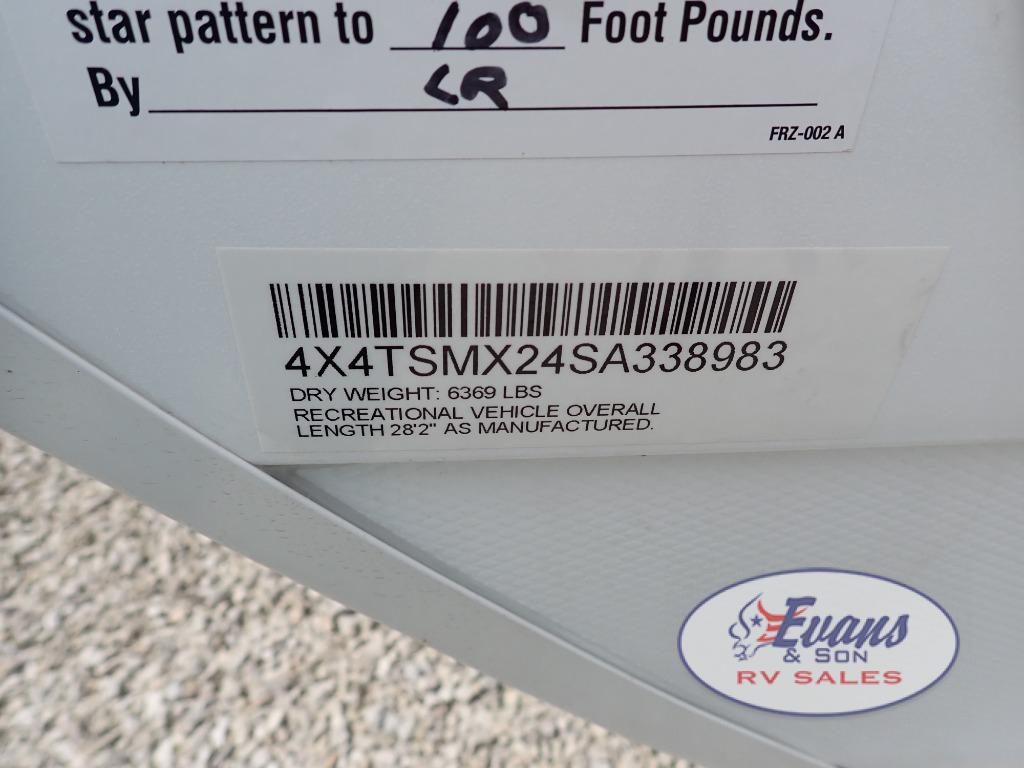 star pattern to 100 Foot Pounds.
By LR
FRZ-002 A
4X4TSMX24SA338983
DRY WEIGHT: 6369 LBS
RECREATIONAL VEHICLE OVERALL
LENGTH 28'2" AS MANUFACTURED.
Evans
& SON
RV SALES